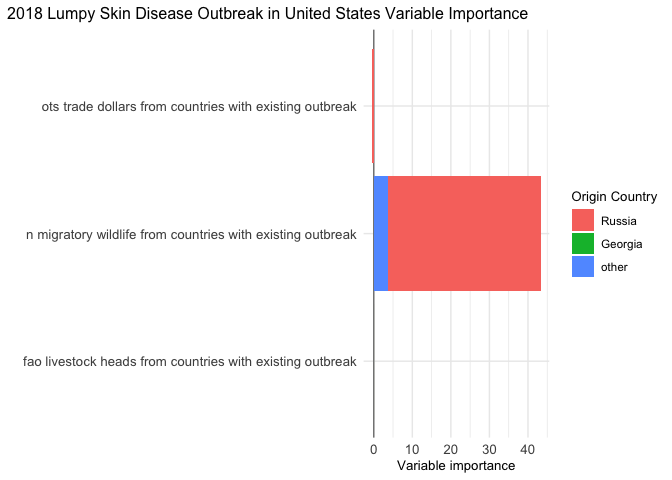 2018 Lumpy Skin Disease Outbreak in United States Variable Importance
ots trade dollars from countries with existing outbreak
n migratory wildlife from countries with existing outbreak
fao livestock heads from countries with existing outbreak
0 10 20 30 40
Variable importance
Origin Country
Russia
Georgia
other